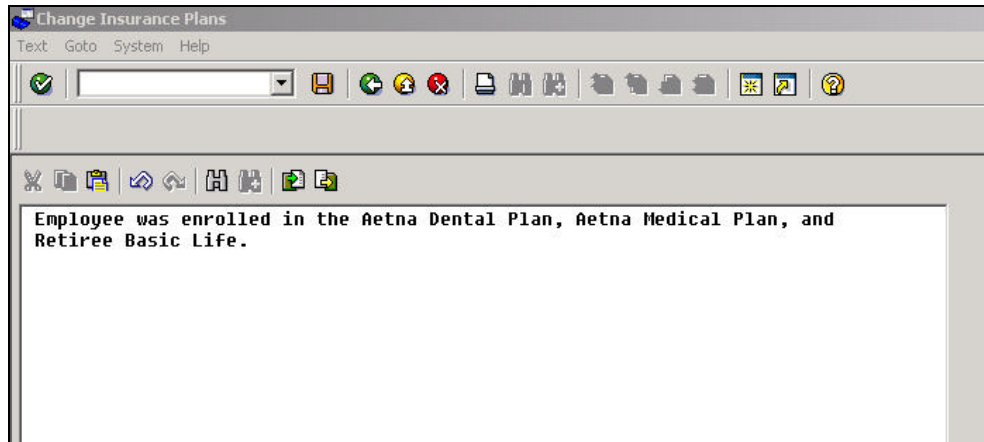 Change Insurance Plans
Text Goto System Help
Employee was enrolled in the Aetna Dental Plan, Aetna Medical Plan, and
Retiree Basic Life.